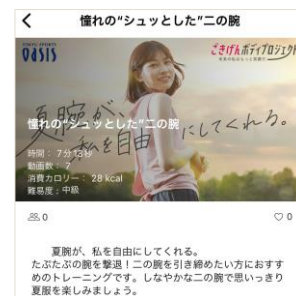 憧れの“シュッとした”二の腕
TOKYU SPORTS
OASIS
ごきげんボディプロジェクト
夏腕が、
私を自由
にしてくれる。
憧れの“シュッとした”二の腕
時間: 7分13秒
動画数: 7
消費カロリー: 28 kcal
難易度: 中級
0
0
夏腕が、私を自由にしてくれる。
たぷたぷの腕を撃退！二の腕を引き締めたい方におすす
めのトレーニングです。しなやかな二の腕で思いっきり
夏服を楽しみましょう。